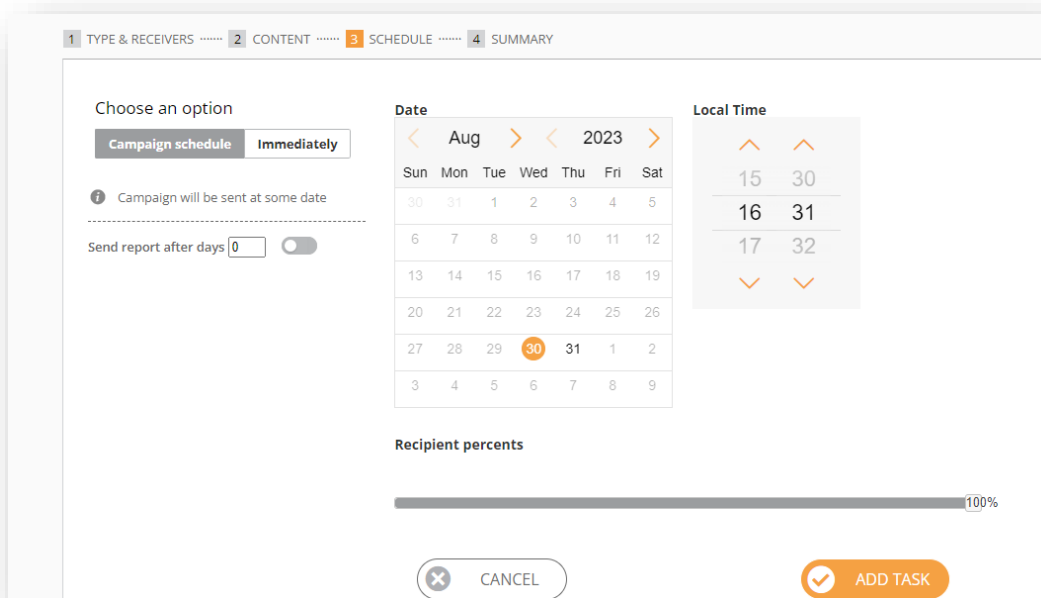 1 TYPE & RECEIVERS 2 CONTENT 3 SCHEDULE 4 SUMMARY
Choose an option
Campaign schedule Immediately
Campaign will be sent at some date
Send report after days 0
Date
Aug 2023
Sun Mon Tue Wed Thu Fri Sat
30 31 1 2 3 4 5
6 7 8 9 10 11 12
13 14 15 16 17 18 19
20 21 22 23 24 25 26
27 28 29 30 31 1 2
3 4 5 6 7 8 9
Local Time
15 30
16 31
17 32
Recipient percents
100%
CANCEL ADD TASK